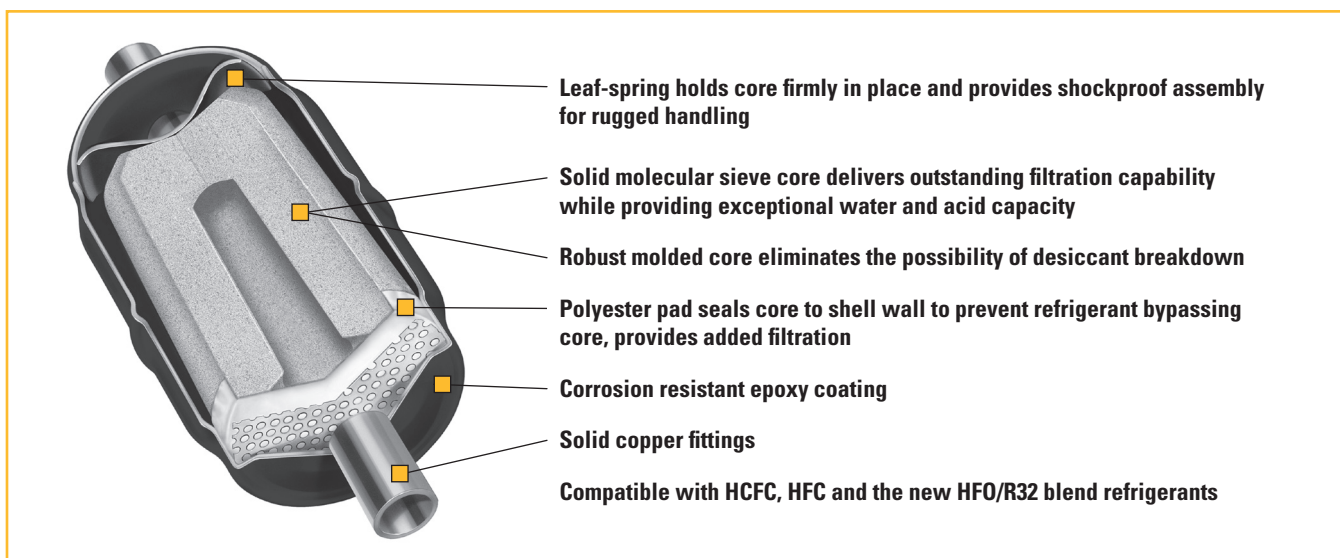 Leaf-spring holds core firmly in place and provides shockproof assembly
for rugged handling
Solid molecular sieve core delivers outstanding filtration capability
while providing exceptional water and acid capacity
Robust molded core eliminates the possibility of desiccant breakdown
Polyester pad seals core to shell wall to prevent refrigerant bypassing
core, provides added filtration
Corrosion resistant epoxy coating
Solid copper fittings
Compatible with HCFC, HFC and the new HFO/R32 blend refrigerants